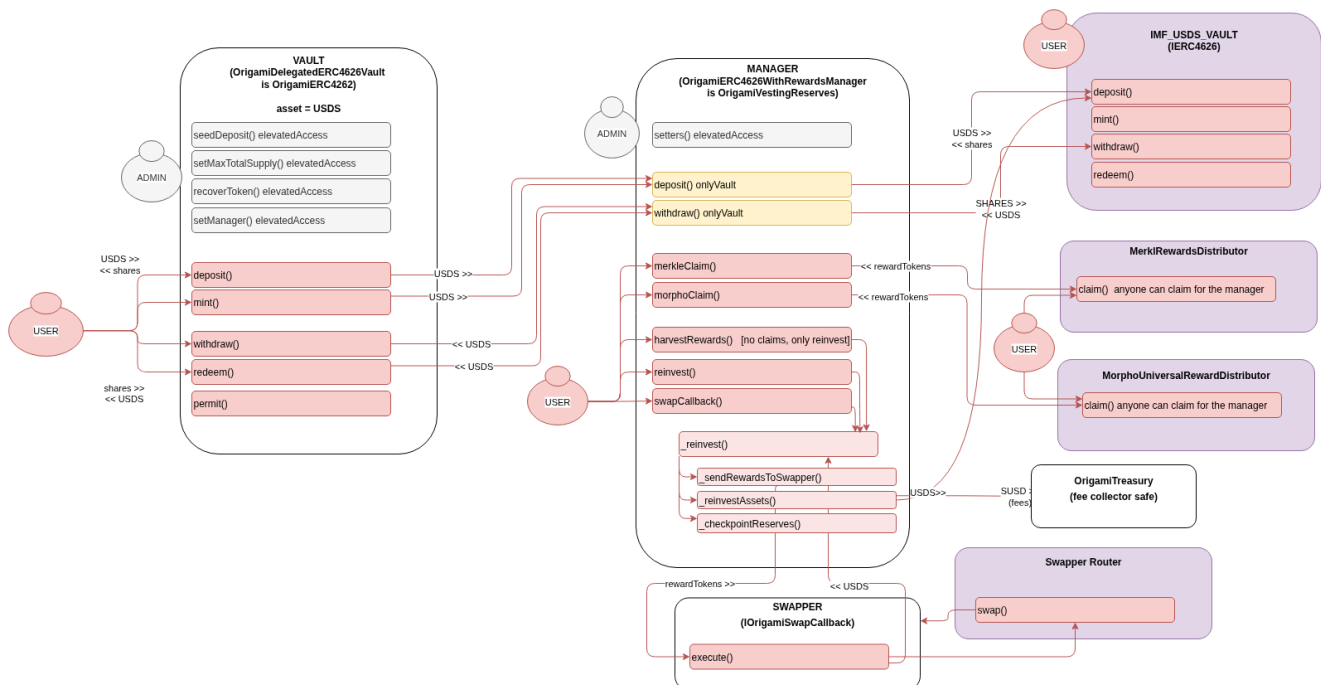 VAULT
(OrigamiDelegatedERC4626Vault
is OrigamiERC4262)
asset = USDS
ADMIN
seedDeposit() elevatedAccess
setMaxTotalSupply() elevatedAccess
recoverToken() elevatedAccess
setManager() elevatedAccess
USDS >>
<< shares
USER
deposit()
mint()
withdraw()
redeem()
permit()
shares >>
<< USDS
USDS >>
USDS >>
<< USDS
<< USDS
MANAGER
(OrigamiERC4626WithRewardsManager
is OrigamiVestingReserves)
ADMIN
setters() elevatedAccess
deposit() onlyVault
withdraw() onlyVault
merkleClaim()
morphoClaim()
harvestRewards() [no claims, only reinvest]
reinvest()
swapCallback()
USER
_reinvest()
_sendRewardsToSwapper()
_reinvestAssets()
_checkpointReserves()
USDS >>
<< shares
SHARES >>
<< USDS
<< rewardTokens
<< rewardTokens
USER
IMF_USDS_VAULT
(IERC4626)
deposit()
mint()
withdraw()
redeem()
MerklRewardsDistributor
claim() anyone can claim for the manager
USER
MorphoUniversalRewardDistributor
claim() anyone can claim for the manager
USDS>>
SUSD >
(fees)
OrigamiTreasury
(fee collector safe)
rewardTokens >>
<< USDS
SWAPPER
(IOrigamiSwapCallback)
execute()
Swapper Router
swap()